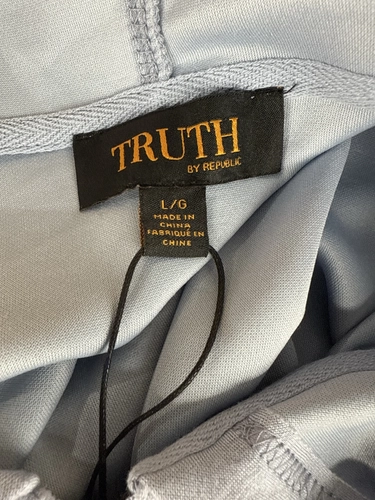 TRUTH
BY REPUBLIC
L/G
MADE IN
CHINA
FABRIQUÉ EN
CHINE